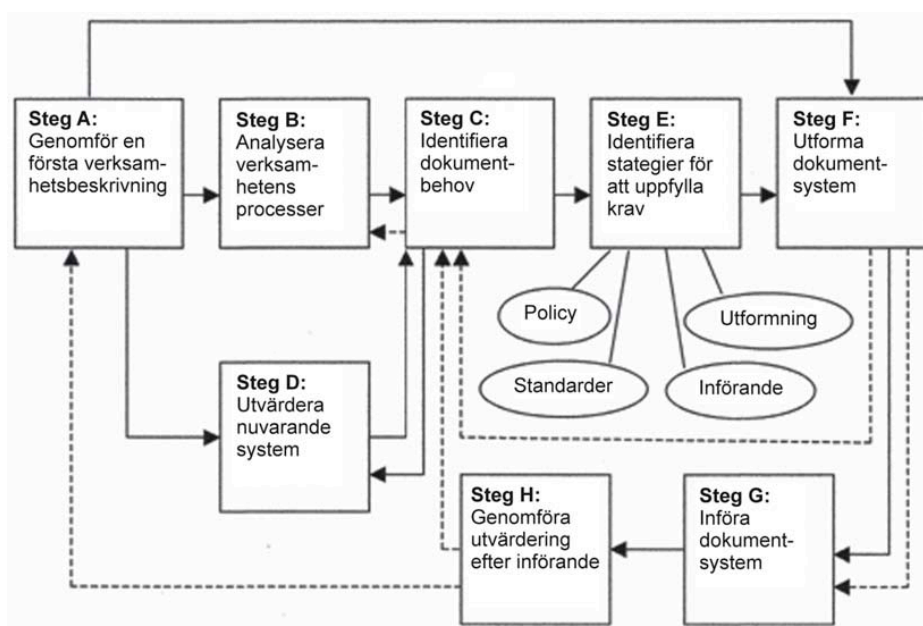 Steg A:
Genomför en
första verksam-
hetsbeskrivning
Steg B:
Analysera
verksam-
hetens
processer
Steg C:
Identifiera
dokument-
behov
Steg E:
Identifiera
stategier för
att uppfylla
krav
Steg F:
Utforma
dokument-
system
Policy
Utformning
Standarder
Införande
Steg D:
Utvärdera
nuvarande
system
Steg H:
Genomföra
utvärdering
efter införande
Steg G:
Införa
dokument-
system